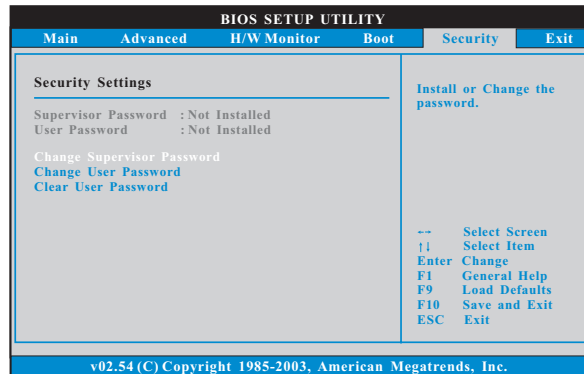 BIOS SETUP UTILITY
Main Advanced H/W Monitor Boot Security Exit
Security Settings
Supervisor Password : Not Installed
User Password : Not Installed
Change Supervisor Password
Change User Password
Clear User Password
Install or Change the
password.
←→ Select Screen
↑↓ Select Item
Enter Change
F1 General Help
F9 Load Defaults
F10 Save and Exit
ESC Exit
v02.54 (C) Copyright 1985-2003, American Megatrends, Inc.